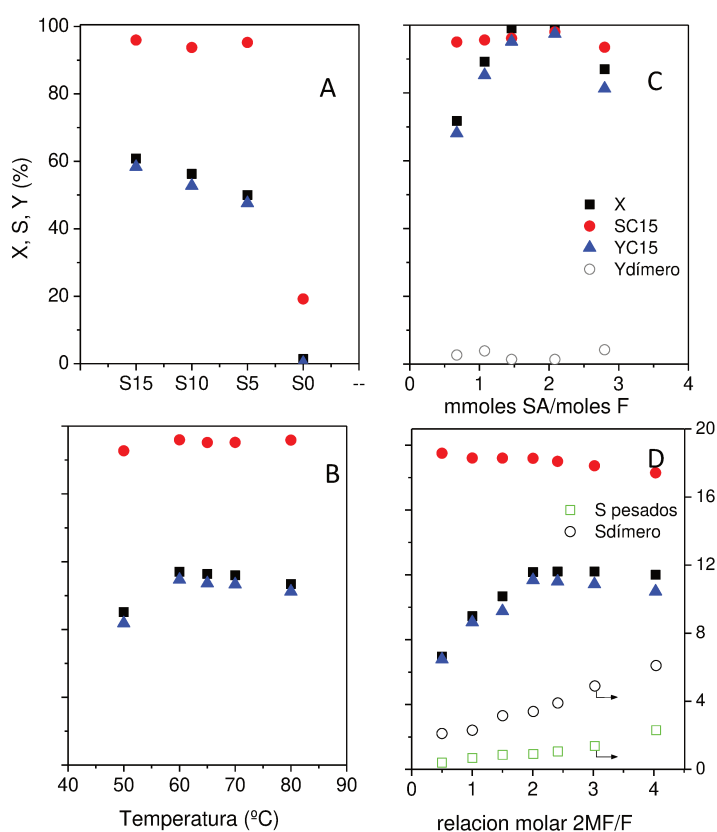 100
80
60
40
20
0
X, S, Y (%)
A
S15
S10
S5
S0
--
C
X
SC15
YC15
Ydímero
0
1
2
3
4
mmoles SA/moles F
B
40
50
60
70
80
90
Temperatura (ºC)
D
S pesados
Sdímero
20
16
12
8
4
0
0
1
2
3
4
relacion molar 2MF/F